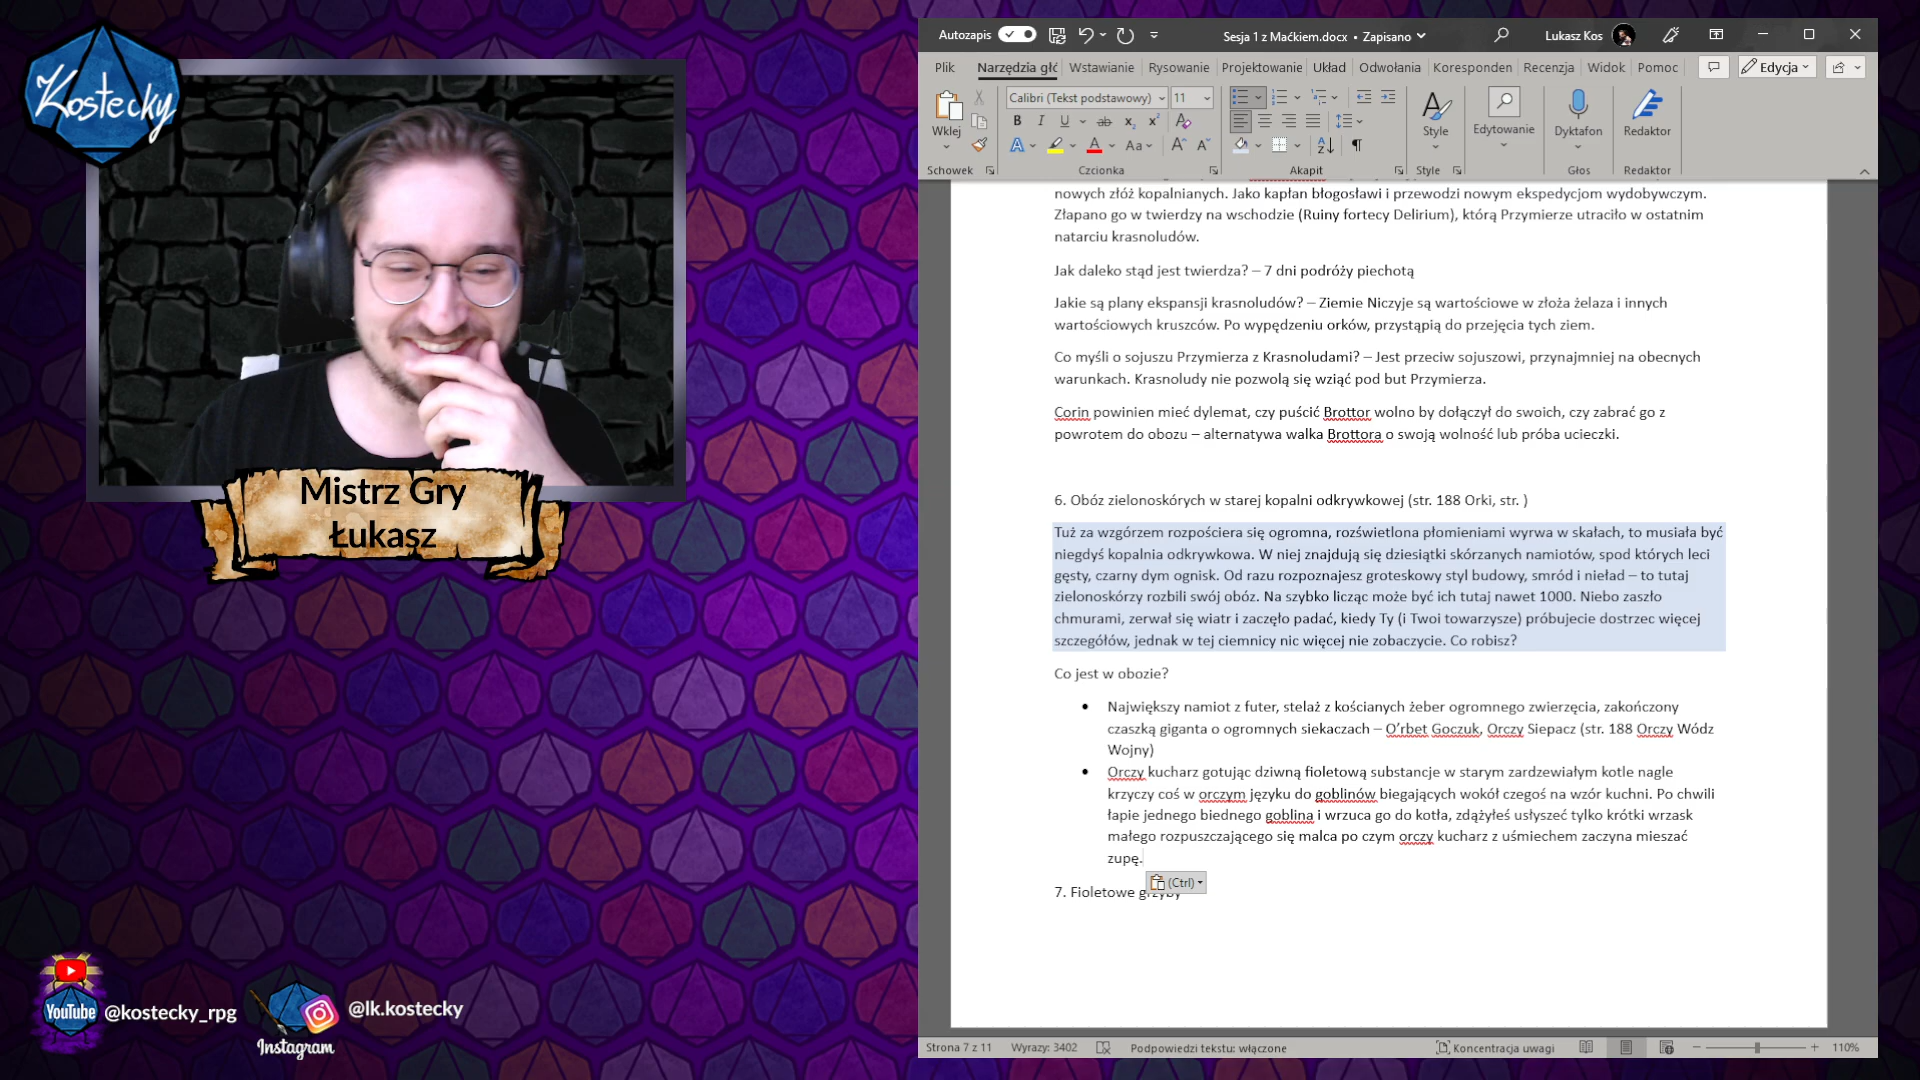 Kostecky
Mistrz Gry
Łukasz
YouTube
@kostecky_rpg
Instagram
@lk.kostecky
Autozapis
Sesja 1 z Maćkiem.docx • Zapisano
Lukasz Kos
Plik
Narzędzia głó
Wstawianie
Rysowanie
Projektowanie
Układ
Odwołania
Koresponden
Recenzja
Widok
Pomoc
Edycja
Wklej
Calibri (Tekst podstawowy)
11
B I U ab x₂ x²
A A Aa A A
Style
Edytowanie
Dyktafon
Redaktor
Schowek
Czcionka
Akapit
Style
Głos
Redaktor
nowych złóż kopalnianych. Jako kapłan błogosławi i przewodzi nowym ekspedycjom wydobywczym.
Złapano go w twierdzy na wschodzie (Ruiny fortecy Delirium), którą Przymierze utraciło w ostatnim
natarciu krasnoludów.
Jak daleko stąd jest twierdza? – 7 dni podróży piechotą
Jakie są plany ekspansji krasnoludów? – Ziemie Niczyje są wartościowe w złoża żelaza i innych
wartościowych kruszców. Po wypędzeniu orków, przystąpią do przejęcia tych ziem.
Co myśli o sojuszu Przymierza z Krasnoludami? – Jest przeciw sojuszowi, przynajmniej na obecnych
warunkach. Krasnoludy nie pozwolą się wziąć pod but Przymierza.
Corin powinien mieć dylemat, czy puścić Brottor wolno by dołączył do swoich, czy zabrać go z
powrotem do obozu – alternatywa walka Brottora o swoją wolność lub próba ucieczki.
6. Obóz zielonoskórych w starej kopalni odkrywkowej (str. 188 Orki, str. )
Tuż za wzgórzem rozpościera się ogromna, rozświetlona płomieniami wyrwa w skałach, to musiała być
niegdyś kopalnia odkrywkowa. W niej znajdują się dziesiątki skórzanych namiotów, spod których leci
gęsty, czarny dym ognisk. Od razu rozpoznajesz groteskowy styl budowy, smród i nieład – to tutaj
zielonoskórzy rozbili swój obóz. Na szybko licząc może być ich tutaj nawet 1000. Niebo zaszło
chmurami, zerwał się wiatr i zaczęło padać, kiedy Ty (i Twoi towarzysze) próbujecie dostrzec więcej
szczegółów, jednak w tej ciemnicy nic więcej nie zobaczycie. Co robisz?
Co jest w obozie?
• Największy namiot z futer, stelaż z kościanych żeber ogromnego zwierzęcia, zakończony
czaszką giganta o ogromnych siekaczach – O’rbet Goczuk, Orczy Siepacz (str. 188 Orczy Wódz
Wojny)
• Orczy kucharz gotując dziwną fioletową substancje w starym zardzewiałym kotle nagle
krzyczy coś w orczym języku do goblinów biegających wokół czegoś na wzór kuchni. Po chwili
łapie jednego biednego goblina i wrzuca go do kotła, zdążyłeś usłyszeć tylko krótki wrzask
małego rozpuszczającego się malca po czym orczy kucharz z uśmiechem zaczyna mieszać
zupę.
(Ctrl)
7. Fioletowe grzyby
Strona 7 z 11
Wyrazy: 3402
Podpowiedzi tekstu: włączone
Koncentracja uwagi
110%